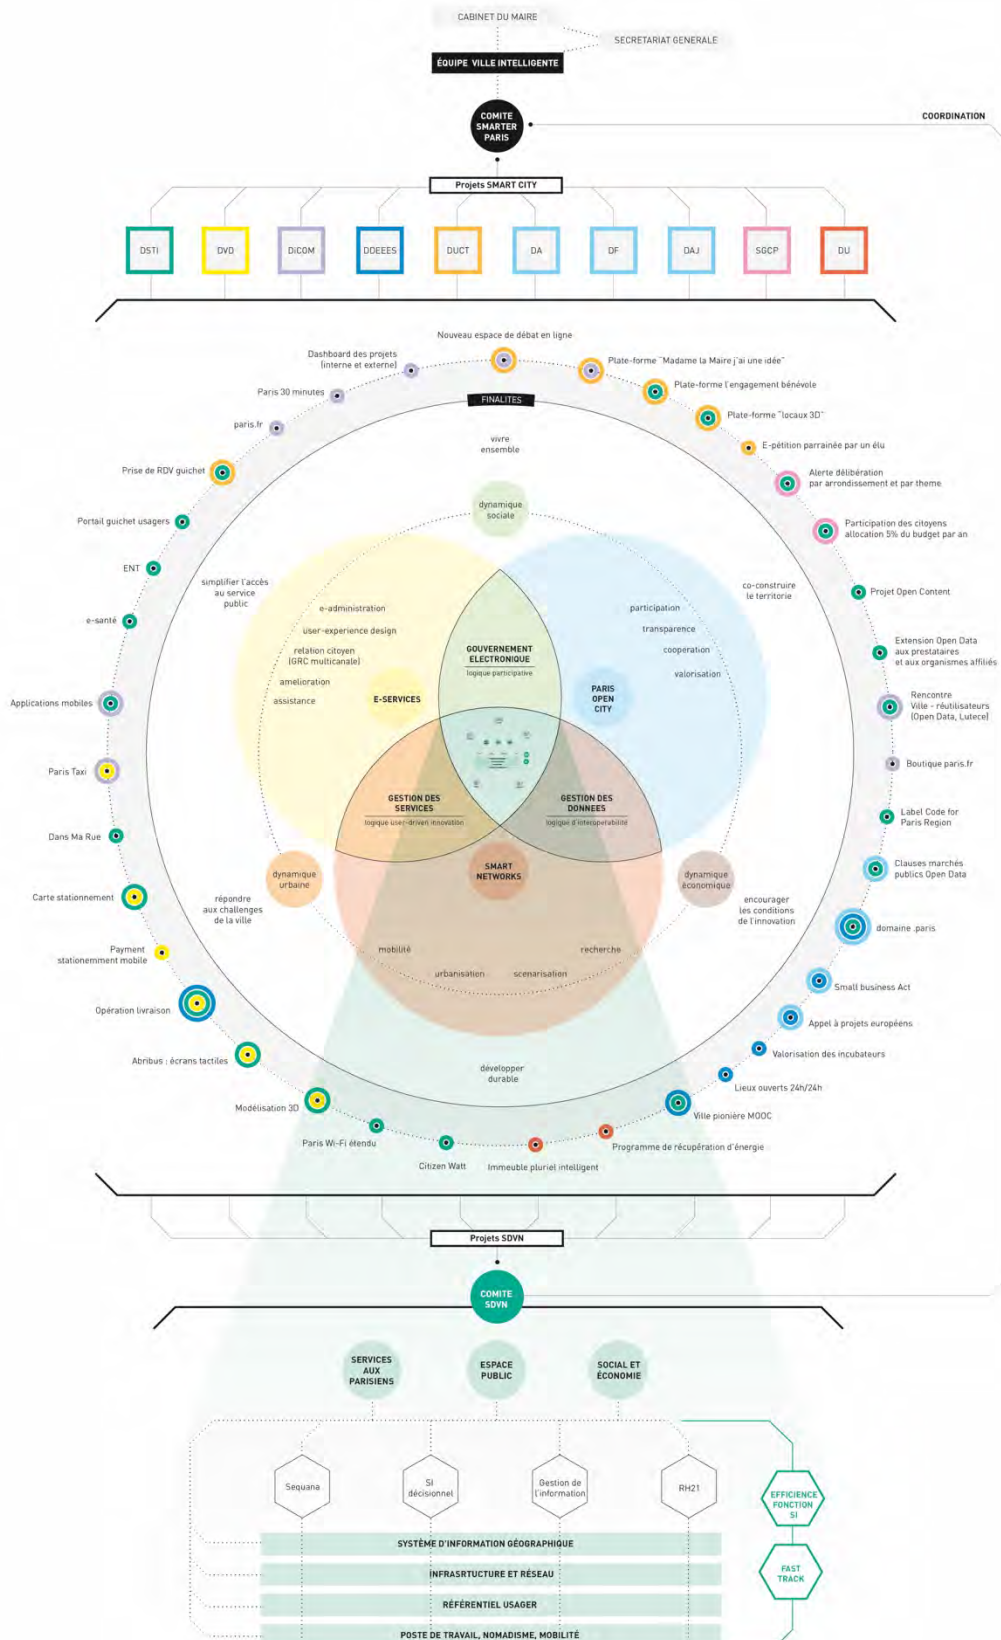 CABINET DU MAIRE
SECRETARIAT GENERALE
ÉQUIPE VILLE INTELLIGENTE
COMITE
SMARTER
PARIS
COORDINATION
Projets SMART CITY
DSTI
DVD
DiCOM
DDEEES
DUCT
DA
DF
DAJ
SGCP
DU
Nouveau espace de débat en ligne
Dashboard des projets
(interne et externe)
Plate-forme "Madame la Maire j'ai une idée"
Plate-forme l'engagement bénévole
Paris 30 minutes
FINALITES
Plate-forme "locaux 3D"
paris.fr
E-pétition parrainée par un élu
vivre
ensemble
Prise de RDV guichet
Alerte délibération
par arrondissement et par theme
dynamique
sociale
Portail guichet usagers
Participation des citoyens
allocation 5% du budget par an
ENT
simplifier l'accès
au service
public
co-construire
le territorie
Projet Open Content
e-administration
participation
e-santé
user-experience design
transparence
relation citoyen
(GRC multicanale)
GOUVERNEMENT
ELECTRONIQUE
logique participative
cooperation
Extension Open Data
aux prestataires
et aux organismes affiliés
amelioration
valorisation
assistance
E-SERVICES
PARIS
OPEN
CITY
Applications mobiles
Rencontre
Ville - réutilisateurs
(Open Data, Lutece)
Paris Taxi
Boutique paris.fr
GESTION DES
SERVICES
logique user-driven innovation
GESTION DES
DONNEES
logique d'interoperabilité
Dans Ma Rue
Label Code for
Paris Region
SMART
NETWORKS
dynamique
urbaine
dynamique
économique
Carte stationnement
Clauses marchés
publics Open Data
répondre
aux challenges
de la ville
encourager
les conditions
de l'innovation
domaine .paris
mobilité
recherche
Payment
stationemment mobile
urbanisation
scenarisation
Small business Act
Opération livraison
Appel à projets européens
Abribus : écrans tactiles
Valorisation des incubateurs
développer
durable
Lieux ouverts 24h/24h
Modélisation 3D
Ville pionière MOOC
Paris Wi-Fi étendu
Programme de récupération d'énergie
Citizen Watt
Immeuble pluriel intelligent
Projets SDVN
COMITE
SDVN
SERVICES
AUX
PARISIENS
ESPACE
PUBLIC
SOCIAL ET
ÉCONOMIE
Sequana
SI
décisionnel
Gestion de
l'information
RH21
EFFICIENCE
FONCTION
SI
SYSTÈME D'INFORMATION GÉOGRAPHIQUE
INFRASRTUCTURE ET RÉSEAU
FAST
TRACK
RÉFÉRENTIEL USAGER
POSTE DE TRAVAIL, NOMADISME, MOBILITÉ